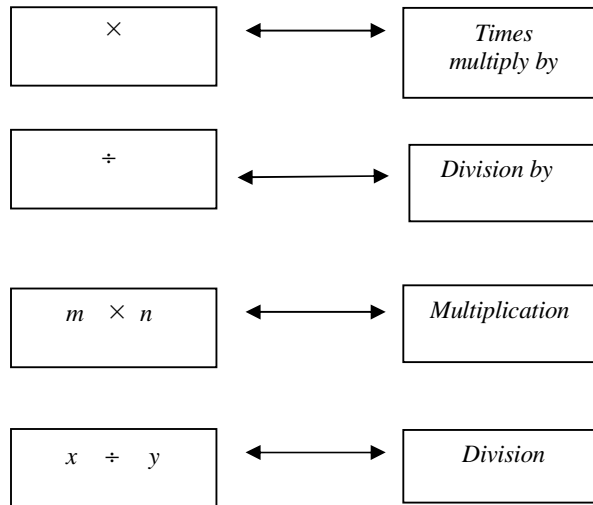 ×
Times
multiply by
÷
Division by
m × n
Multiplication
x ÷ y
Division